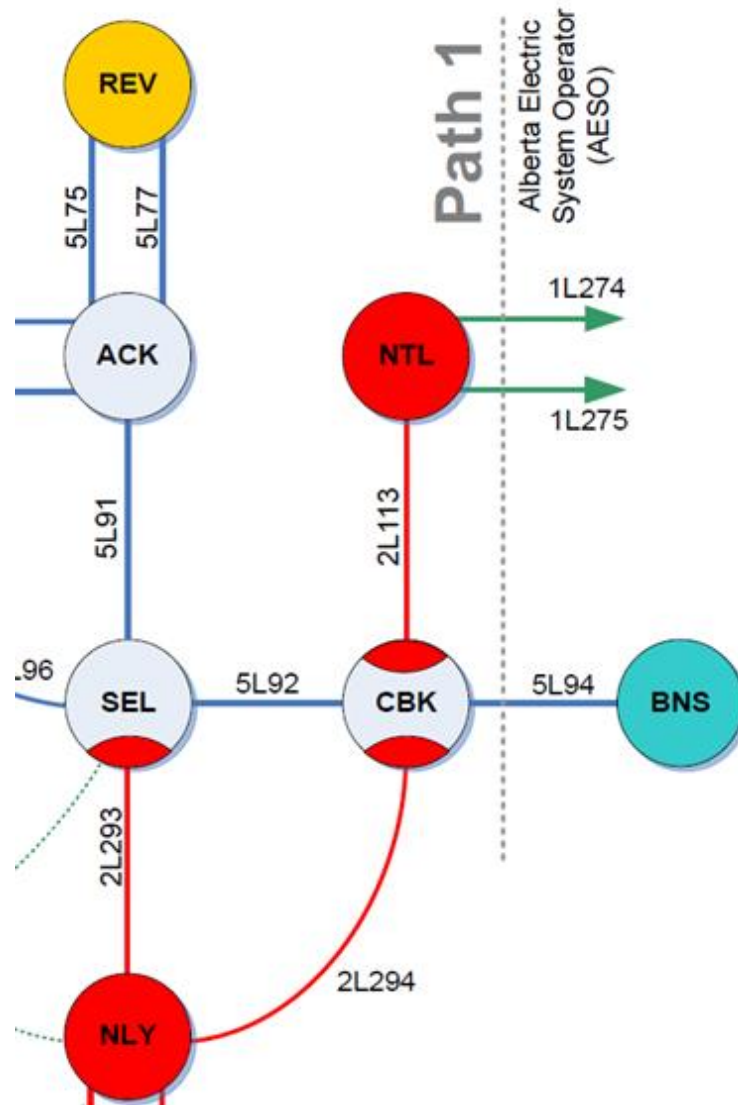 REV
Path 1
Alberta Electric
System Operator
(AESO)
5L75
5L77
1L274
ACK
NTL
1L275
5L91
2L113
L96
SEL
5L92
CBK
5L94
BNS
2L293
2L294
NLY